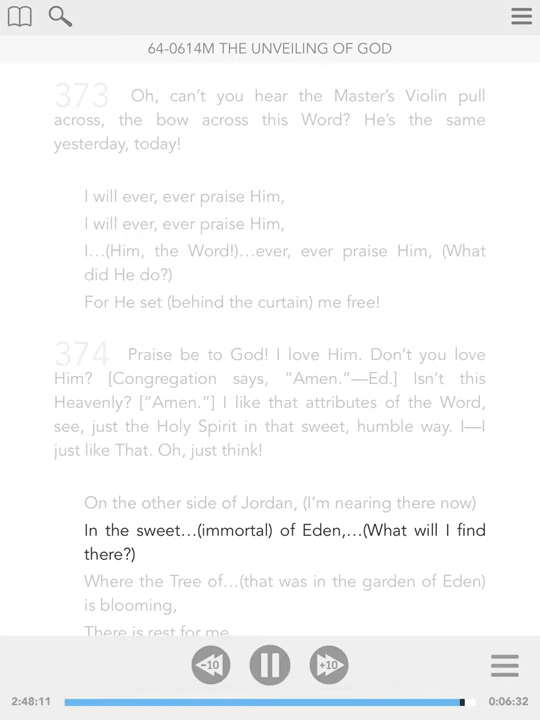 64-0614M THE UNVEILING OF GOD
373 Oh, can't you hear the Master's Violin pull
across, the bow across this Word? He's the same
yesterday, today!
I will ever, ever praise Him,
I will ever, ever praise Him,
I…(Him, the Word!)…ever, ever praise Him, (What
did He do?)
For He set (behind the curtain) me free!
374 Praise be to God! I love Him. Don't you love
Him? [Congregation says, “Amen.”—Ed.] Isn't this
Heavenly? [“Amen.”] I like that attributes of the Word,
see, just the Holy Spirit in that sweet, humble way. I—I
just like That. Oh, just think!
On the other side of Jordan, (I'm nearing there now)
In the sweet…(immortal) of Eden,…(What will I find
there?)
Where the Tree of…(that was in the garden of Eden)
is blooming,
There is rest for me.
-10 +10
2:48:11 0:06:32